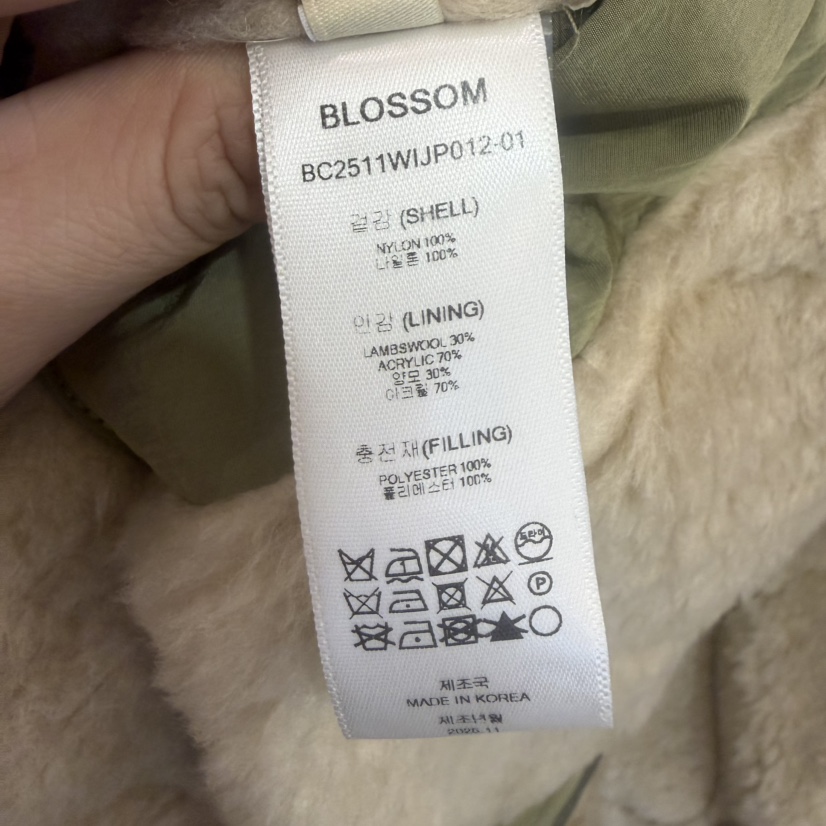 BLOSSOM
BC2511WIJP012-01
겉감 (SHELL)
NYLON 100%
나일론 100%
안감 (LINING)
LAMBSWOOL 30%
ACRYLIC 70%
양모 30%
아크릴 70%
충전재(FILLING)
POLYESTER 100%
폴리에스터 100%
드라이
P
제조국
MADE IN KOREA
제조년월
2025.11